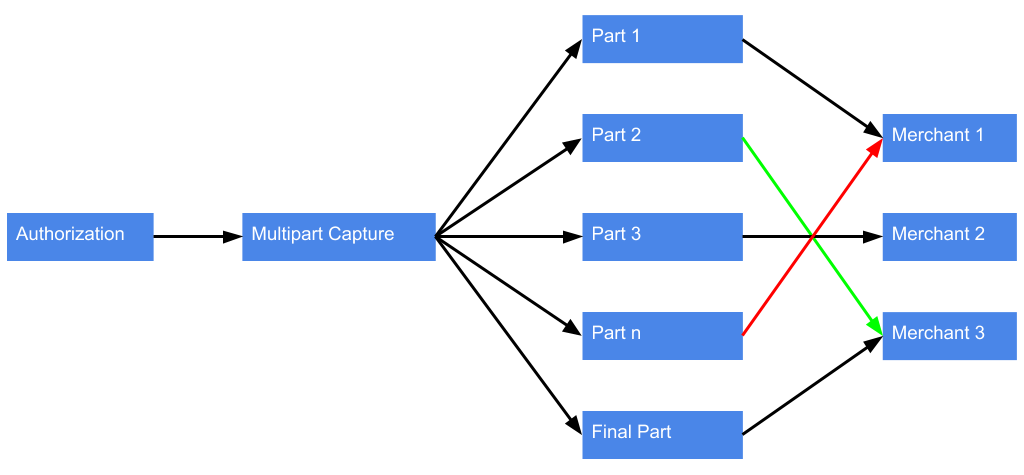 Authorization
Multipart Capture
Part 1
Part 2
Part 3
Part n
Final Part
Merchant 1
Merchant 2
Merchant 3